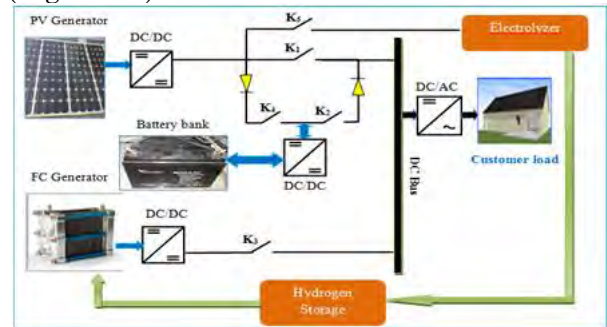 PV Generator
DC/DC
K₅
K₁
Electrolyzer
DC/AC
K₄
K₂
Battery bank
DC/DC
Customer load
DC Bus
FC Generator
DC/DC
K₃
Hydrogen
Storage